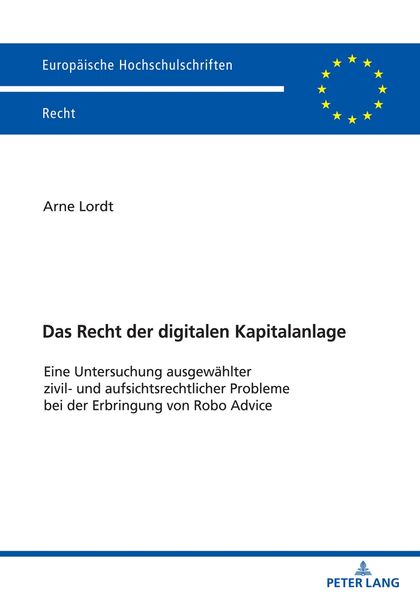 Europäische Hochschulschriften
Recht
Arne Lordt
Das Recht der digitalen Kapitalanlage
Eine Untersuchung ausgewählter
zivil- und aufsichtsrechtlicher Probleme
bei der Erbringung von Robo Advice
PETER LANG